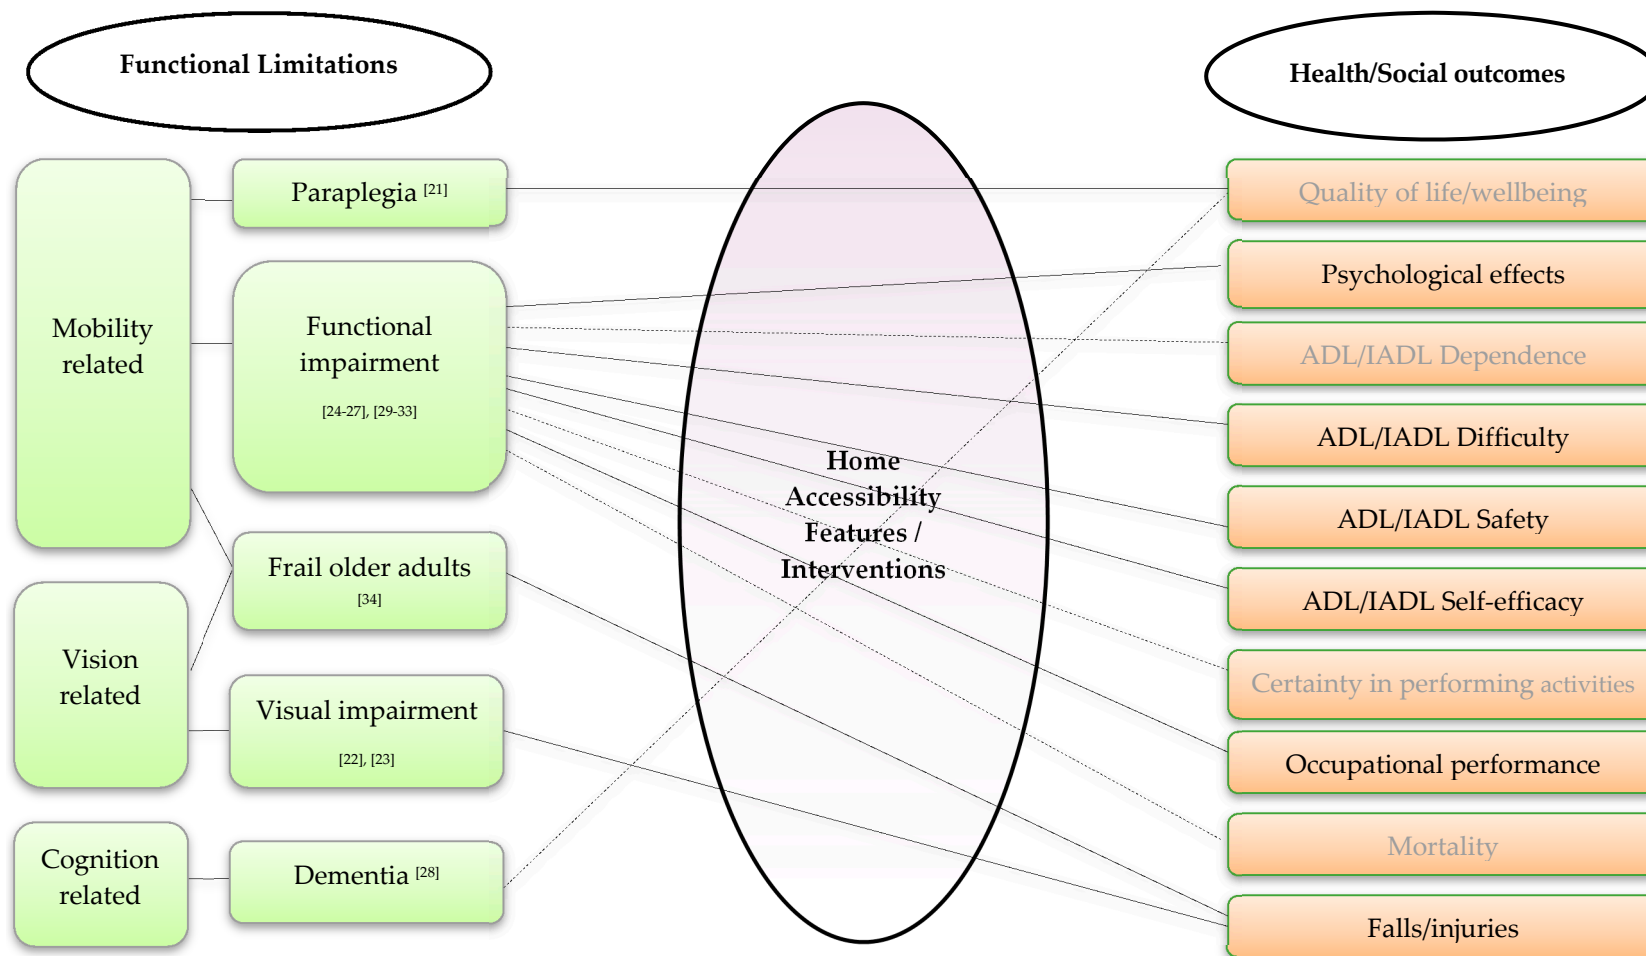 Functional Limitations
Health/Social outcomes
Mobility
related
Paraplegia [21]
Functional
impairment
[24-27], [29-33]
Frail older adults
[34]
Vision
related
Visual impairment
[22], [23]
Cognition
related
Dementia [28]
Home
Accessibility
Features /
Interventions
Quality of life/wellbeing
Psychological effects
ADL/IADL Dependence
ADL/IADL Difficulty
ADL/IADL Safety
ADL/IADL Self-efficacy
Certainty in performing activities
Occupational performance
Mortality
Falls/injuries